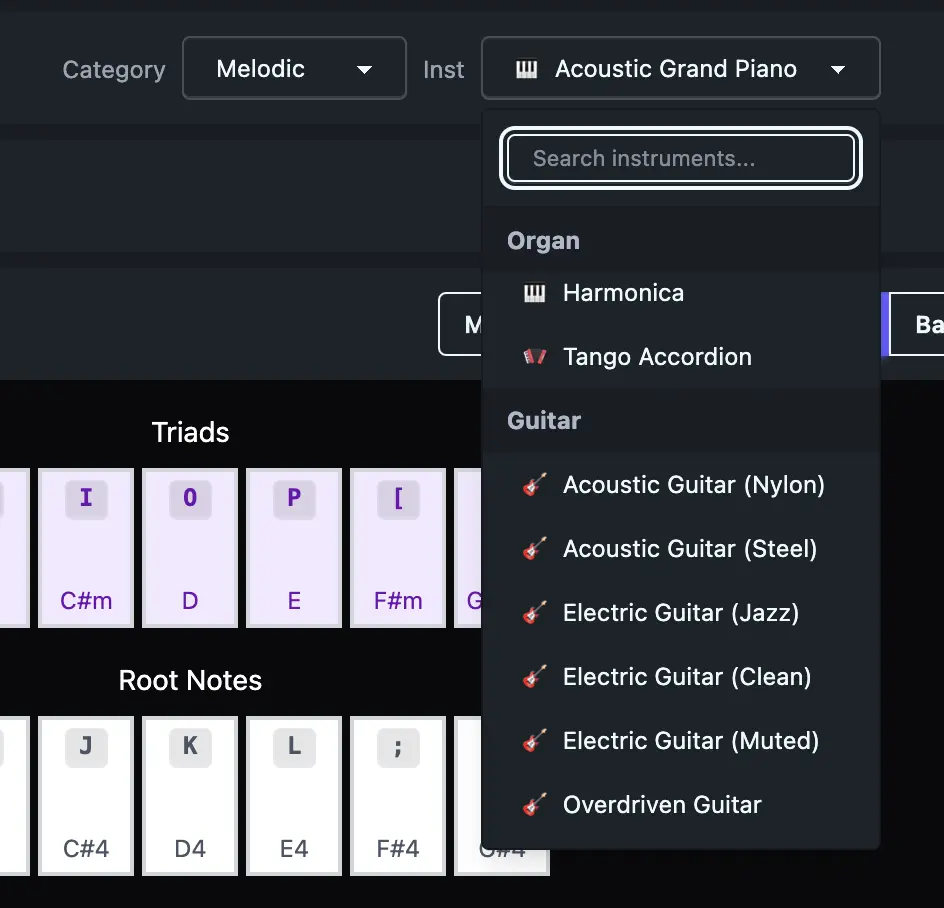 Category Melodic Inst Acoustic Grand Piano
Search instruments...
Organ
Harmonica
Tango Accordion
Guitar
Acoustic Guitar (Nylon)
Acoustic Guitar (Steel)
Electric Guitar (Jazz)
Electric Guitar (Clean)
Electric Guitar (Muted)
Overdriven Guitar
M
Ba
Triads
I O P [
C#m D E F#m G
Root Notes
J K L ;
C#4 D4 E4 F#4 G#4